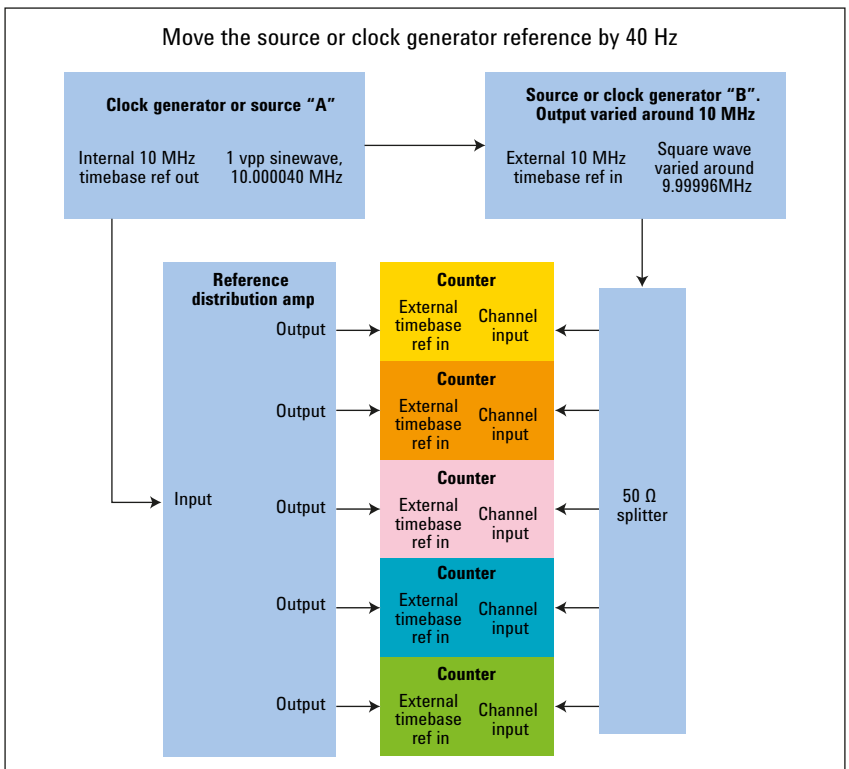 Move the source or clock generator reference by 40 Hz
Clock generator or source “A”
Internal 10 MHz
timebase ref out
1 vpp sinewave,
10.000040 MHz
Source or clock generator “B”.
Output varied around 10 MHz
External 10 MHz
timebase ref in
Square wave
varied around
9.99996MHz
Reference
distribution amp
Input
Output
Output
Output
Output
Output
Counter
External
timebase
ref in
Channel
input
Counter
External
timebase
ref in
Channel
input
Counter
External
timebase
ref in
Channel
input
Counter
External
timebase
ref in
Channel
input
Counter
External
timebase
ref in
Channel
input
50 Ω
splitter